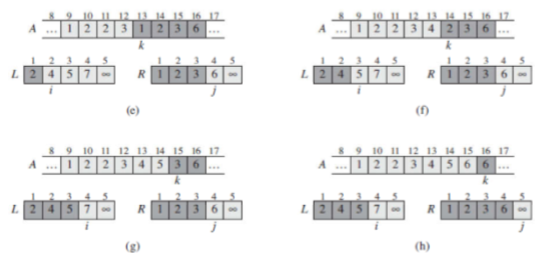 8 9 10 11 12 13 14 15 16 17
A ... 1 2 2 3 1 2 3 6 ...
k
1 2 3 4 5 1 2 3 4 5
L 2 4 5 7 ∞ R 1 2 3 6 ∞
i j
(e)
8 9 10 11 12 13 14 15 16 17
A ... 1 2 2 3 4 2 3 6 ...
k
1 2 3 4 5 1 2 3 4 5
L 2 4 5 7 ∞ R 1 2 3 6 ∞
i j
(f)
8 9 10 11 12 13 14 15 16 17
A ... 1 2 2 3 4 5 3 6 ...
k
1 2 3 4 5 1 2 3 4 5
L 2 4 5 7 ∞ R 1 2 3 6 ∞
i j
(g)
8 9 10 11 12 13 14 15 16 17
A ... 1 2 2 3 4 5 6 6 ...
k
1 2 3 4 5 1 2 3 4 5
L 2 4 5 7 ∞ R 1 2 3 6 ∞
i j
(h)